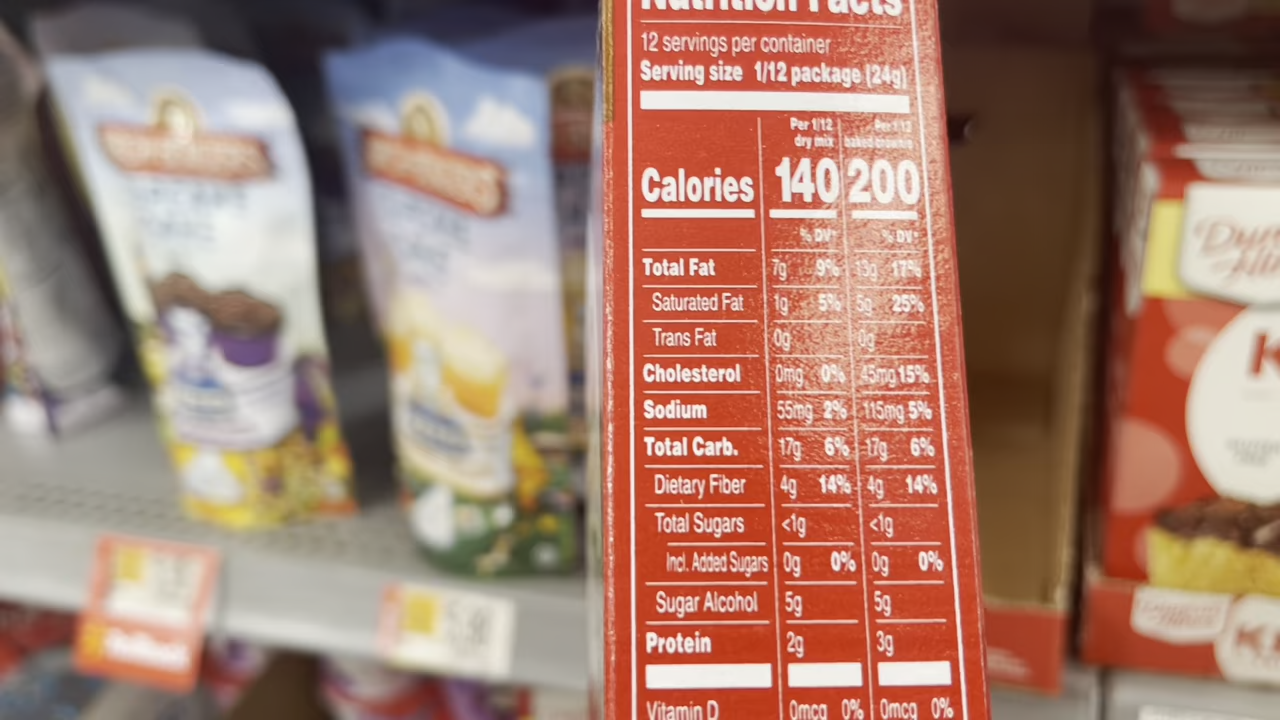 Nutrition Facts
12 servings per container
Serving size 1/12 package (24g)
Per 1/12 dry mix Per 1/12 baked brownie
Calories 140 200
% DV* % DV*
Total Fat 7g 9% 13g 17%
Saturated Fat 1g 5% 5g 25%
Trans Fat 0g 0g
Cholesterol 0mg 0% 45mg 15%
Sodium 55mg 2% 115mg 5%
Total Carb. 17g 6% 17g 6%
Dietary Fiber 4g 14% 4g 14%
Total Sugars <1g <1g
Incl. Added Sugars 0g 0% 0g 0%
Sugar Alcohol 5g 5g
Protein 2g 3g
Vitamin D 0mcg 0% 0mcg 0%